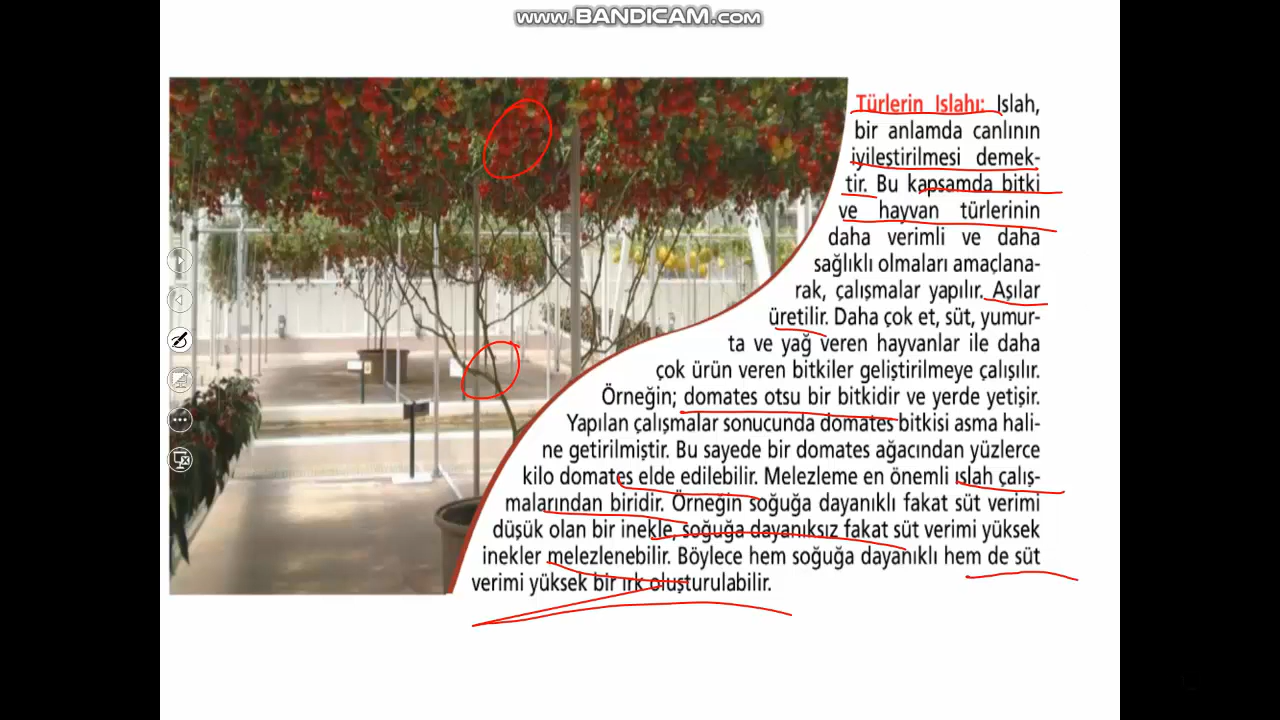 www.BANDICAM.com
Türlerin Islahı: Islah,
bir anlamda canlının
iyileştirilmesi demek-
tir. Bu kapsamda bitki
ve hayvan türlerinin
daha verimli ve daha
sağlıklı olmaları amaçlana-
rak, çalışmalar yapılır. Aşılar
üretilir. Daha çok et, süt, yumur-
ta ve yağ veren hayvanlar ile daha
çok ürün veren bitkiler geliştirilmeye çalışılır.
Örneğin; domates otsu bir bitkidir ve yerde yetişir.
Yapılan çalışmalar sonucunda domates bitkisi asma hali-
ne getirilmiştir. Bu sayede bir domates ağacından yüzlerce
kilo domates elde edilebilir. Melezleme en önemli ıslah çalış-
malarından biridir. Örneğin soğuğa dayanıklı fakat süt verimi
düşük olan bir inekle, soğuğa dayanıksız fakat süt verimi yüksek
inekler melezlenebilir. Böylece hem soğuğa dayanıklı hem de süt
verimi yüksek bir ırk oluşturulabilir.